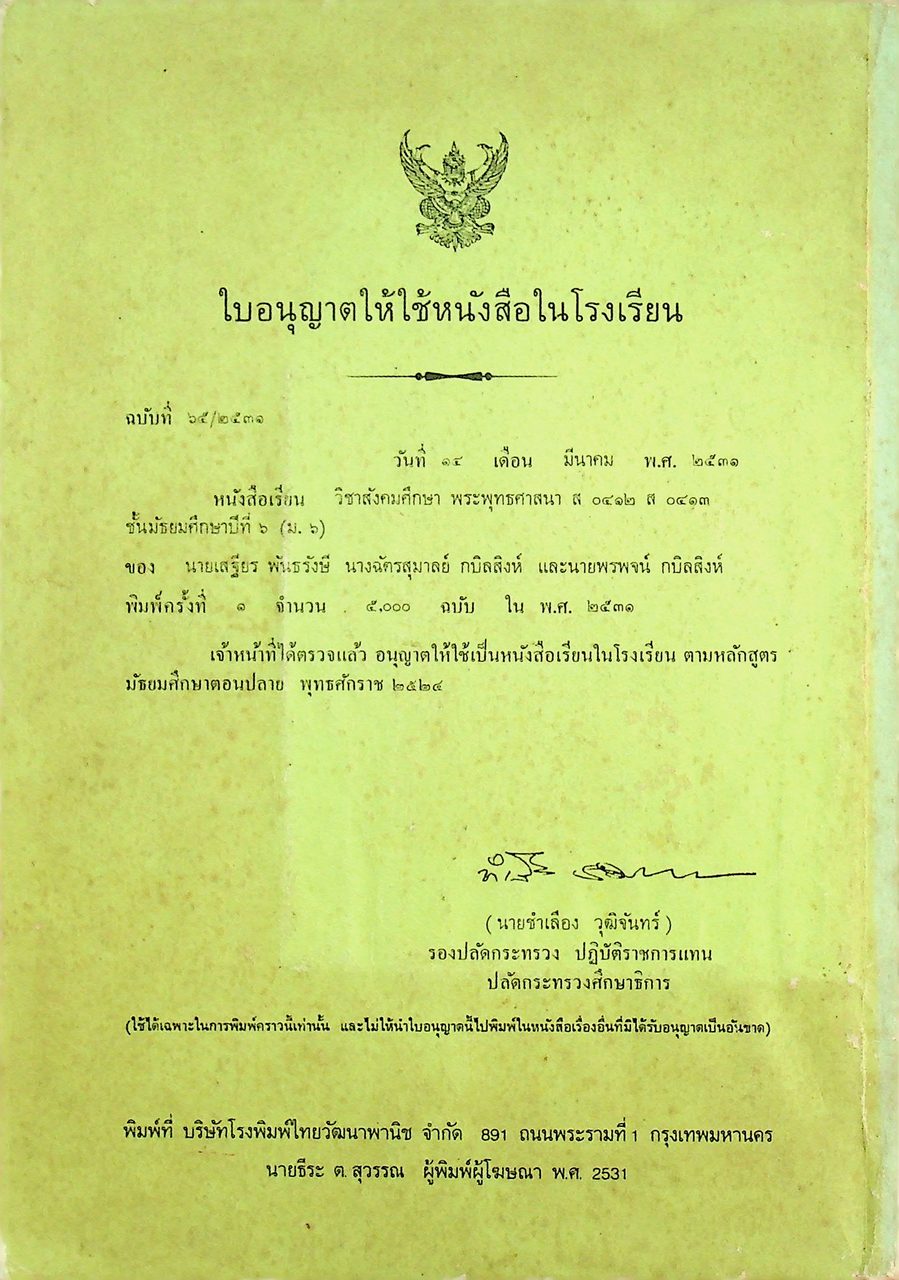 ใบอนุญาตให้ใช้หนังสือในโรงเรียน
ฉบับที่ ๖๕/๒๕๓๑
วันที่ ๑๔ เดือน มีนาคม พ.ศ. ๒๕๓๑
หนังสือเรียน วิชาสังคมศึกษา พระพุทธศาสนา ส ๐๔๑๒ ส ๐๔๑๓
ชั้นมัธยมศึกษาปีที่ ๖ (ม. ๖)
ของ นายเสฐียร พันธรังษี นางฉัตรสุมาลย์ กบิลสิงห์ และนายพรพจน์ กบิลสิงห์
พิมพ์ครั้งที่ ๑ จำนวน ๕,๐๐๐ ฉบับ ใน พ.ศ. ๒๕๓๑
เจ้าหน้าที่ได้ตรวจแล้ว อนุญาตให้ใช้เป็นหนังสือเรียนในโรงเรียน ตามหลักสูตร
มัธยมศึกษาตอนปลาย พุทธศักราช ๒๕๒๔
(นายชำเลือง วุฒิจันทร์)
รองปลัดกระทรวง ปฏิบัติราชการแทน
ปลัดกระทรวงศึกษาธิการ
(ใช้ได้เฉพาะในการพิมพ์คราวนี้เท่านั้น และไม่ให้นำใบอนุญาตนี้ไปพิมพ์ในหนังสือเรื่องอื่นที่มิได้รับอนุญาตเป็นอันขาด)
พิมพ์ที่ บริษัทโรงพิมพ์ไทยวัฒนาพานิช จำกัด 891 ถนนพระรามที่ 1 กรุงเทพมหานคร
นายธีระ ต. สุวรรณ ผู้พิมพ์ผู้โฆษณา พ.ศ. 2531